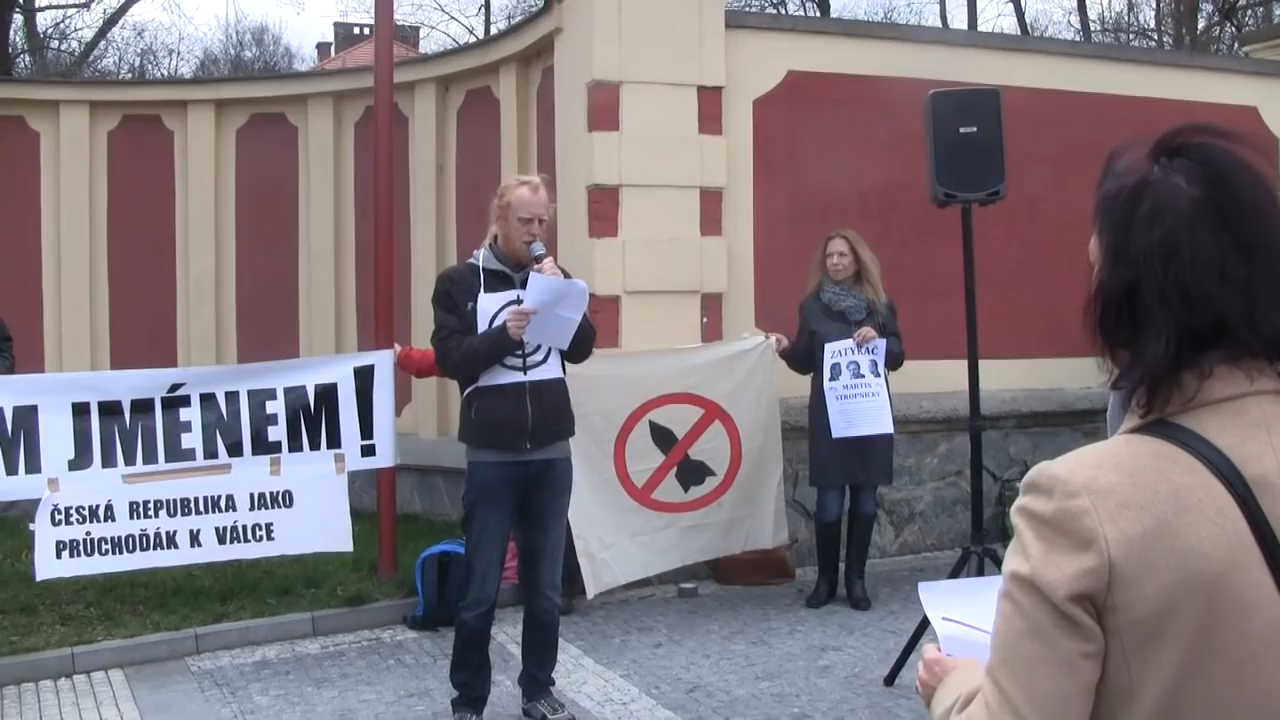 M JMÉNEM!
ČESKÁ REPUBLIKA JAKO
PRŮCHOĎÁK K VÁLCE
ZATYKAČ
MARTIN
STROPNICKÝ